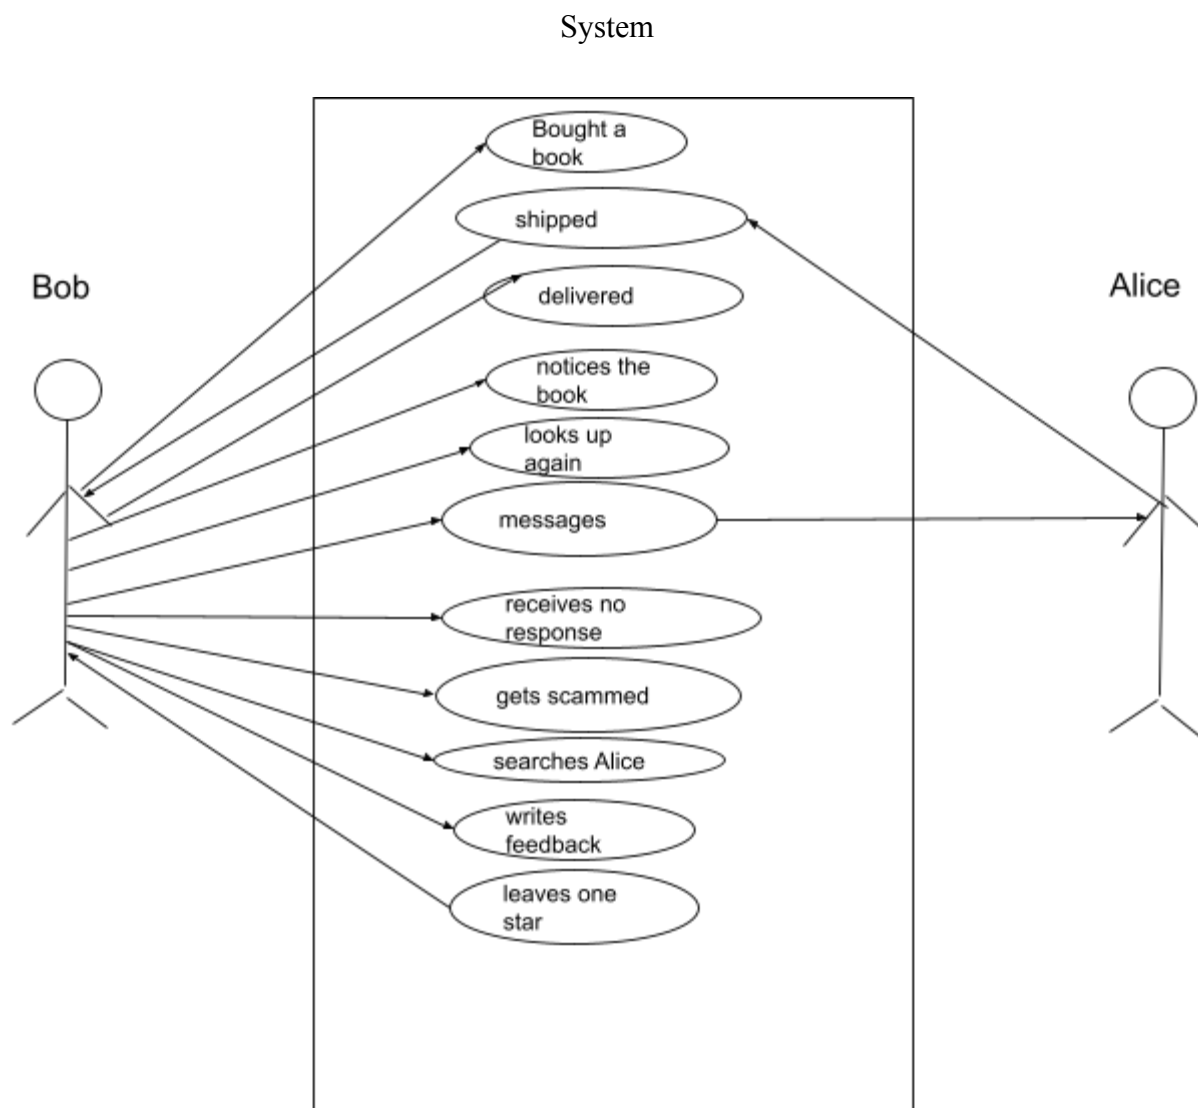 System
Bought a
book
shipped
Bob
Alice
delivered
notices the
book
looks up
again
messages
receives no
response
gets scammed
searches Alice
writes
feedback
leaves one
star